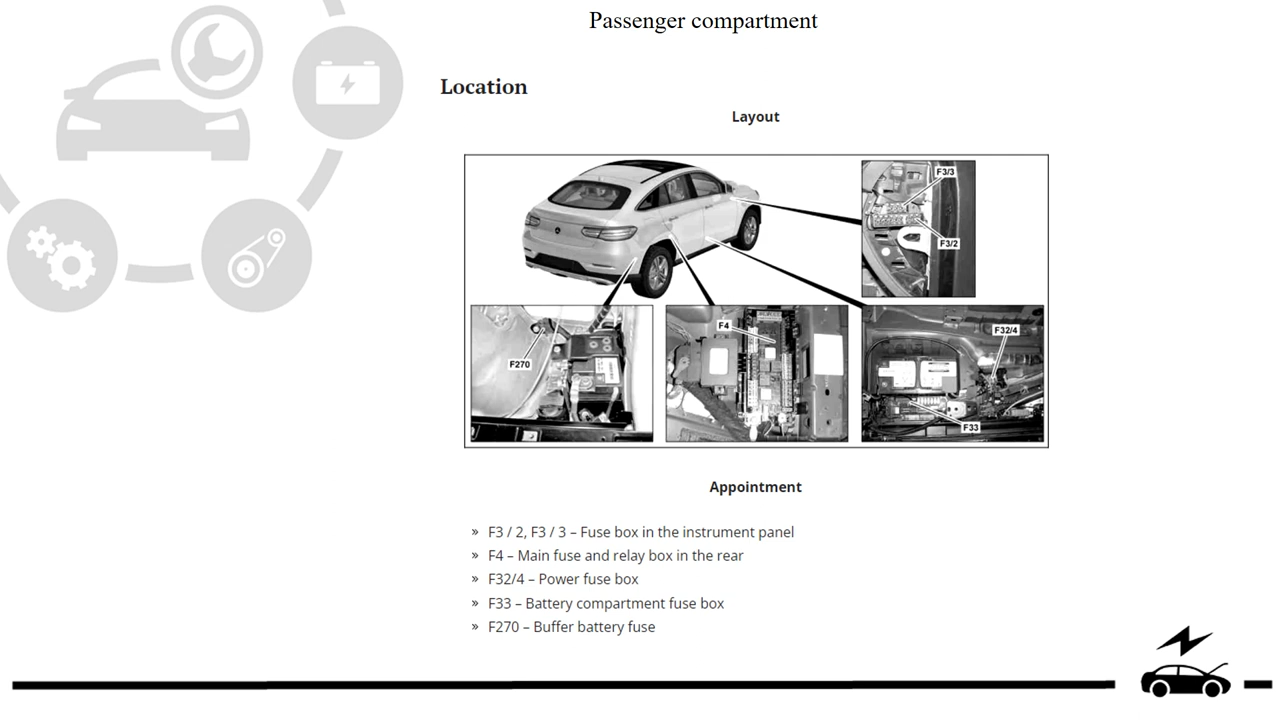 Passenger compartment
Location
Layout
F3/3
F3/2
F270
F4
F32/4
F33
Appointment
» F3 / 2, F3 / 3 – Fuse box in the instrument panel
» F4 – Main fuse and relay box in the rear
» F32/4 – Power fuse box
» F33 – Battery compartment fuse box
» F270 – Buffer battery fuse